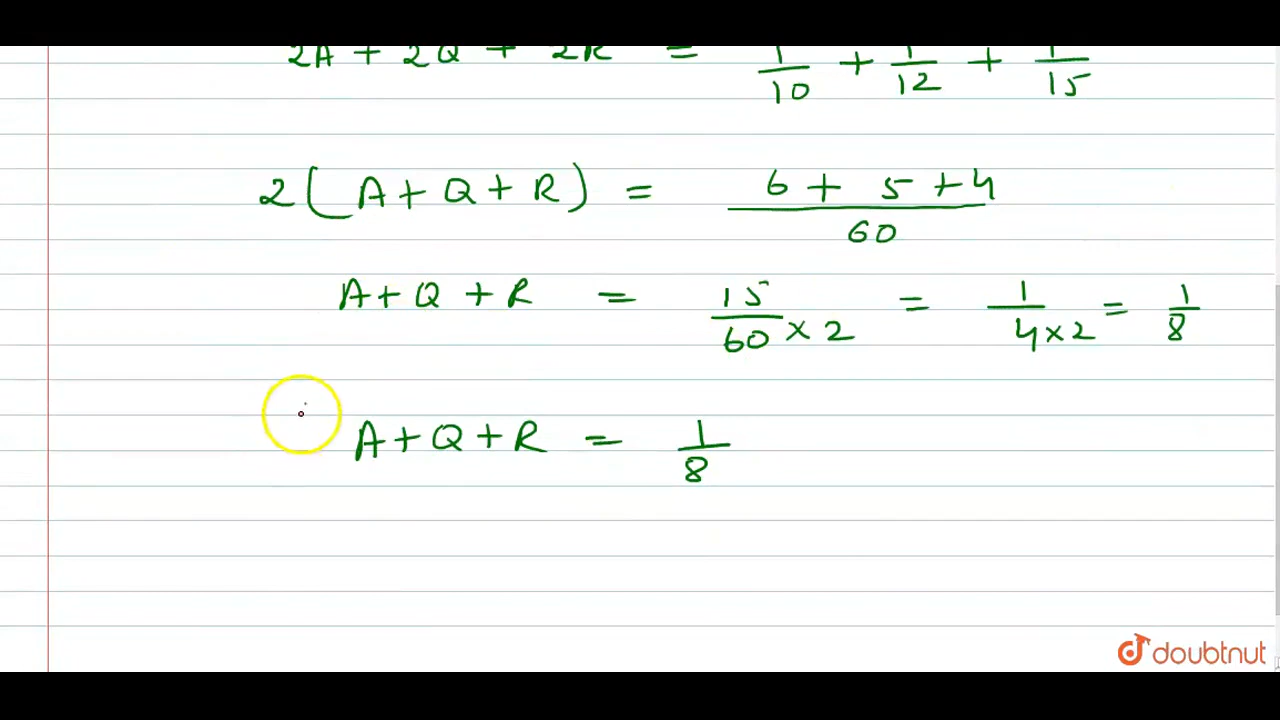 2A + 2Q + 2R = 1/10 + 1/12 + 1/15
2(A+Q+R) = 6 + 5 + 4/60
A+Q+R = 15/60×2 = 1/4×2 = 1/8
A+Q+R = 1/8
doubtnut